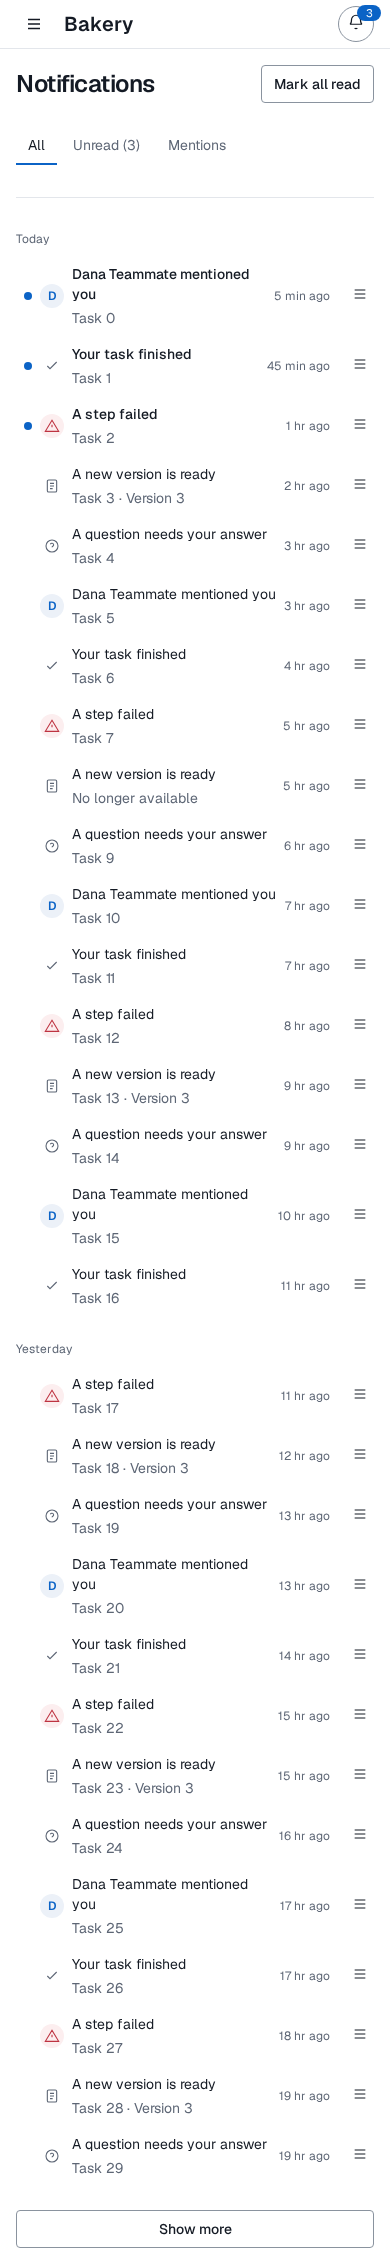 Bakery
3
Notifications
Mark all read
All
Unread (3)
Mentions
Today
D
Dana Teammate mentioned
you
5 min ago
Task 0
Your task finished
45 min ago
Task 1
A step failed
1 hr ago
Task 2
A new version is ready
2 hr ago
Task 3 · Version 3
A question needs your answer
3 hr ago
Task 4
D
Dana Teammate mentioned you
3 hr ago
Task 5
Your task finished
4 hr ago
Task 6
A step failed
5 hr ago
Task 7
A new version is ready
5 hr ago
No longer available
A question needs your answer
6 hr ago
Task 9
D
Dana Teammate mentioned you
7 hr ago
Task 10
Your task finished
7 hr ago
Task 11
A step failed
8 hr ago
Task 12
A new version is ready
9 hr ago
Task 13 · Version 3
A question needs your answer
9 hr ago
Task 14
D
Dana Teammate mentioned
you
10 hr ago
Task 15
Your task finished
11 hr ago
Task 16
Yesterday
A step failed
11 hr ago
Task 17
A new version is ready
12 hr ago
Task 18 · Version 3
A question needs your answer
13 hr ago
Task 19
D
Dana Teammate mentioned
you
13 hr ago
Task 20
Your task finished
14 hr ago
Task 21
A step failed
15 hr ago
Task 22
A new version is ready
15 hr ago
Task 23 · Version 3
A question needs your answer
16 hr ago
Task 24
D
Dana Teammate mentioned
you
17 hr ago
Task 25
Your task finished
17 hr ago
Task 26
A step failed
18 hr ago
Task 27
A new version is ready
19 hr ago
Task 28 · Version 3
A question needs your answer
19 hr ago
Task 29
Show more